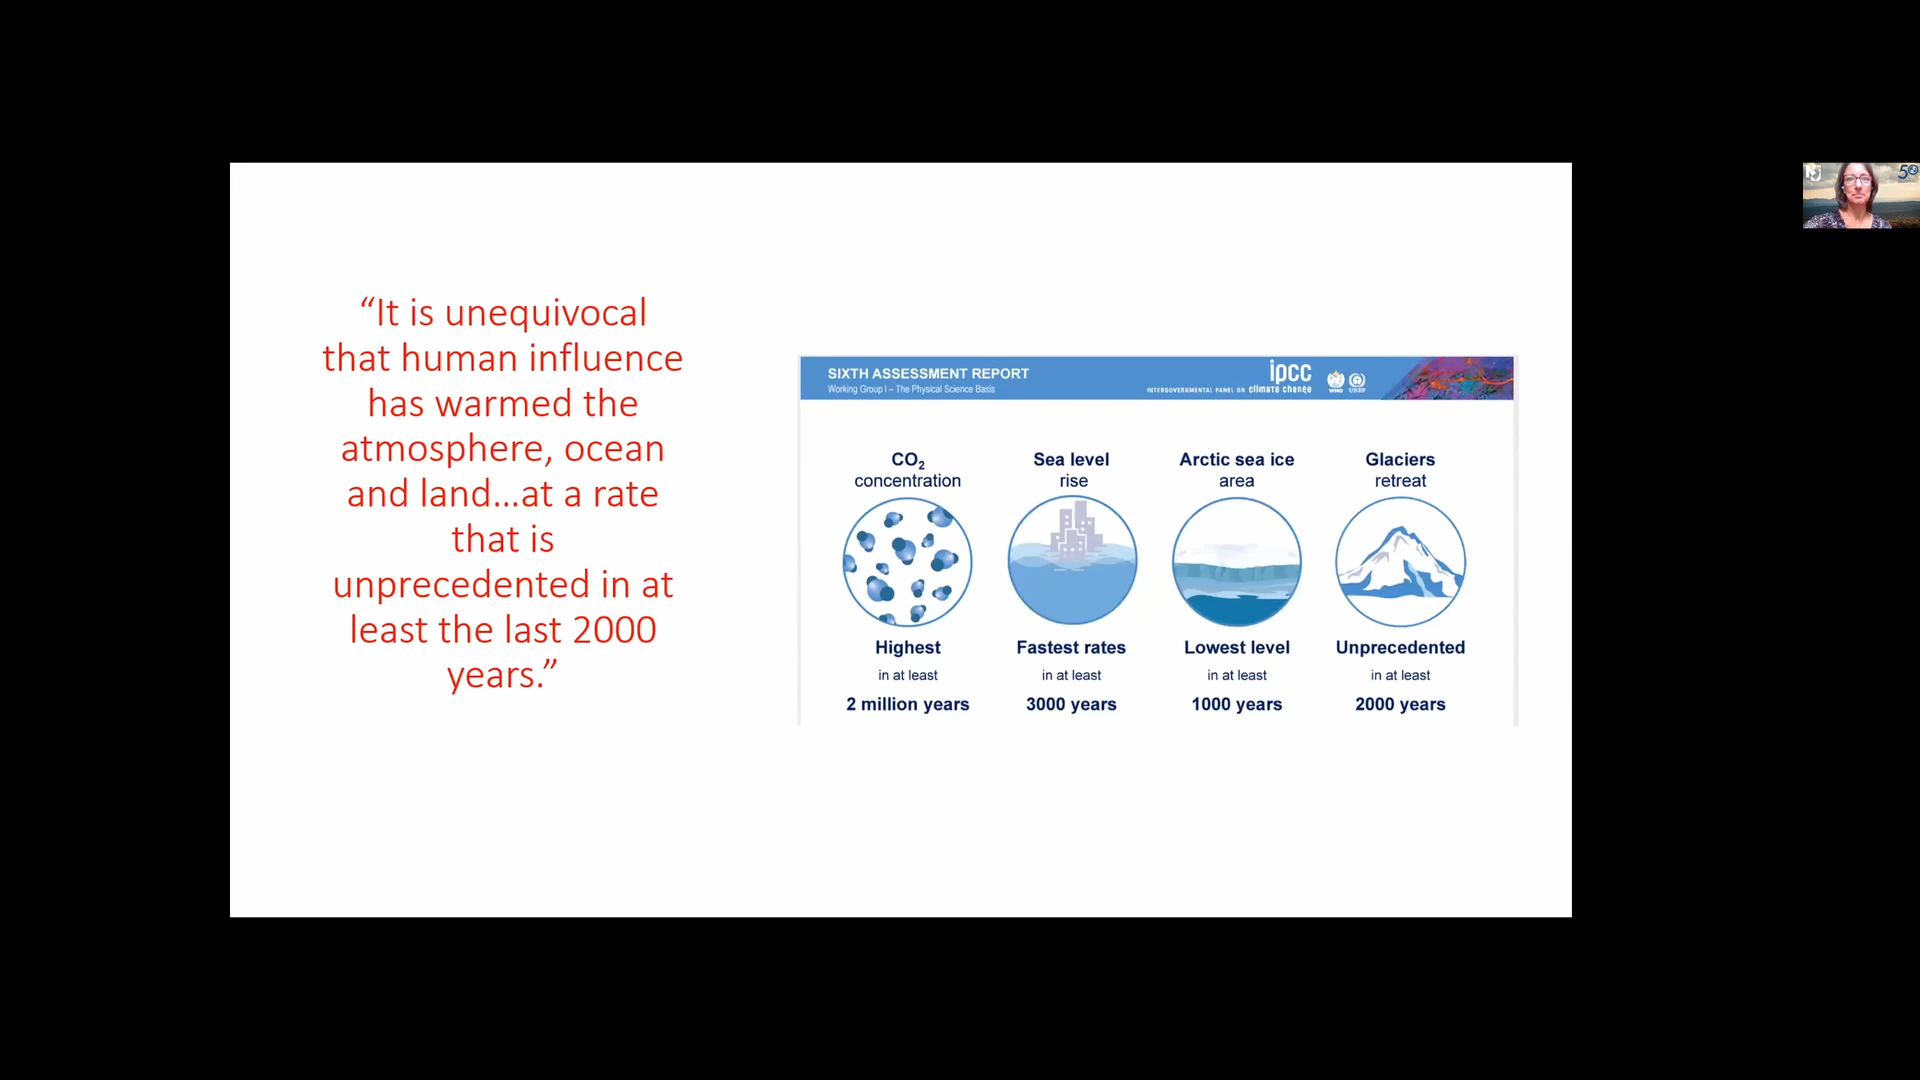 “It is unequivocal
that human influence
has warmed the
atmosphere, ocean
and land...at a rate
that is
unprecedented in at
least the last 2000
years.”
SIXTH ASSESSMENT REPORT
Working Group I – The Physical Science Basis
ipcc
INTERGOVERNMENTAL PANEL ON climate change
WMO UNEP
CO₂
concentration
Highest
in at least
2 million years
Sea level
rise
Fastest rates
in at least
3000 years
Arctic sea ice
area
Lowest level
in at least
1000 years
Glaciers
retreat
Unprecedented
in at least
2000 years
50